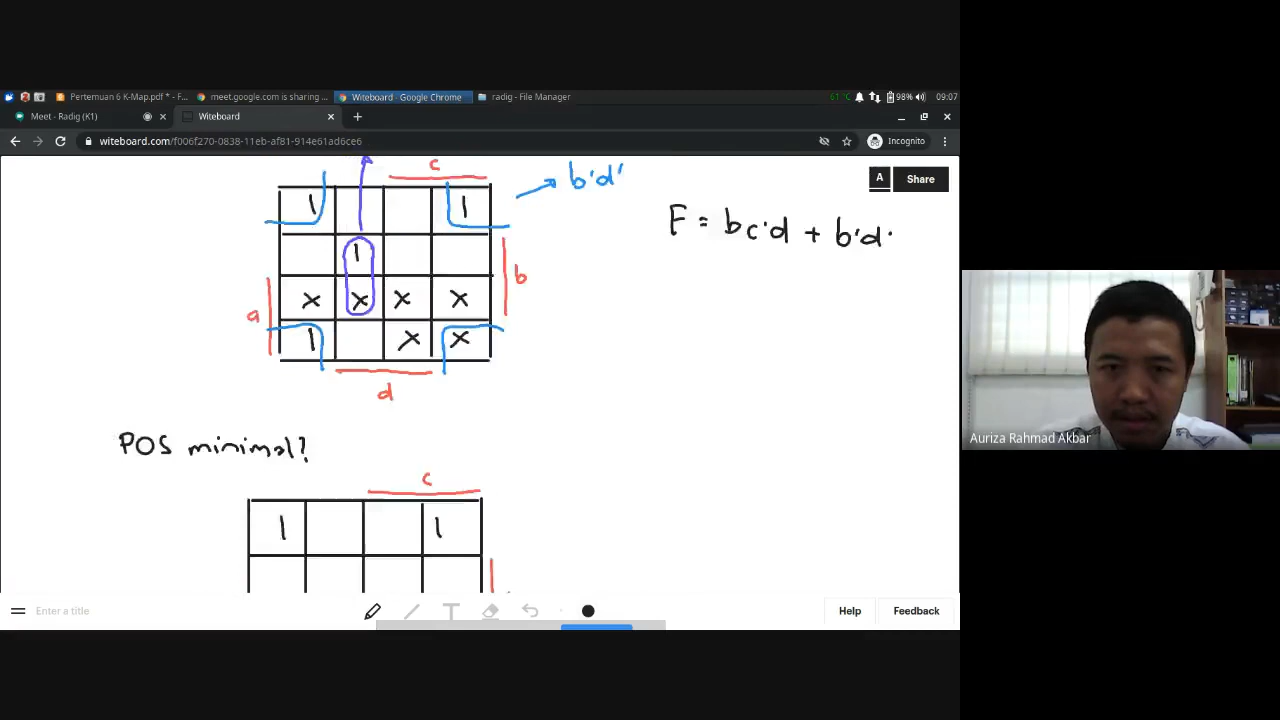 Pertemuan 6 K-Map.pdf * - F...
meet.google.com is sharing ...
Witeboard - Google Chrome
radig - File Manager
61 °C
98%
09:07
Meet - Radig (K1)
Witeboard
witeboard.com/f006f270-0838-11eb-af81-914e61ad6ce6
Incognito
A
Share
c
b'd'
F = bc'd + b'd'
1 1
1
b
a
x x x x
1 x x
d
POS minimal?
c
1 1
Enter a title
T
Help
Feedback
Auriza Rahmad Akbar